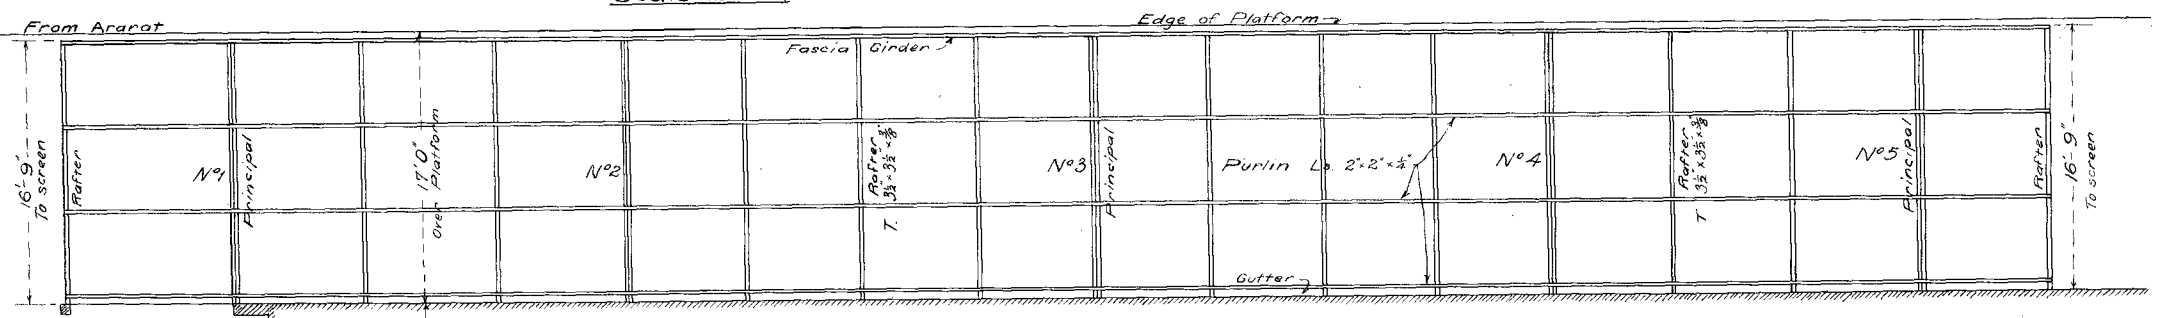 From Ararat
Edge of Platform
Fascia Girder
16'-9"
To screen
Rafter
Nº1
Principal
17'0"
Over Platform
Nº2
Rafter
T. 3½" × 3½" × ⅜"
Nº3
Principal
Purlin Ls. 2"×2"×¼"
Nº4
Rafter
T 3½" × 3½" × ⅜"
Nº5
Principal
Rafter
16'-9"
To screen
Gutter